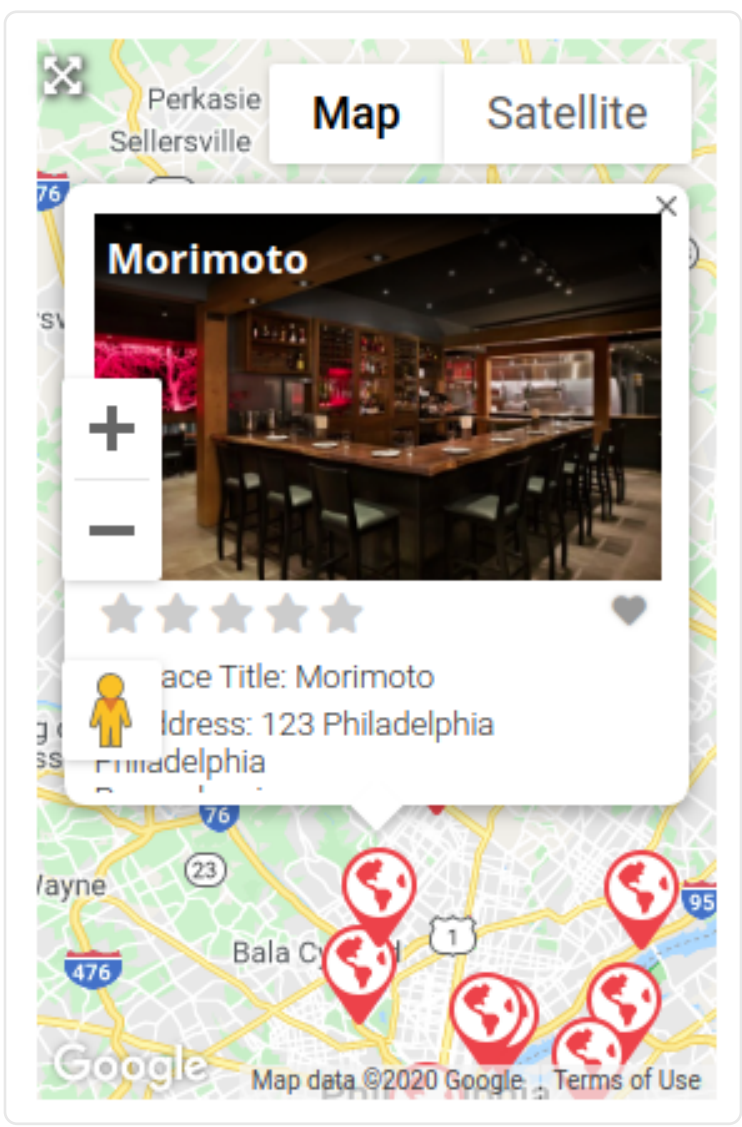 Perkasie
Map
Satellite
Sellersville
76
Morimoto
ace Title: Morimoto
ddress: 123 Philadelphia
Philadelphia
76
23
Wayne
95
1
Bala Cy d
476
Google
Map data ©2020 Google
Terms of Use